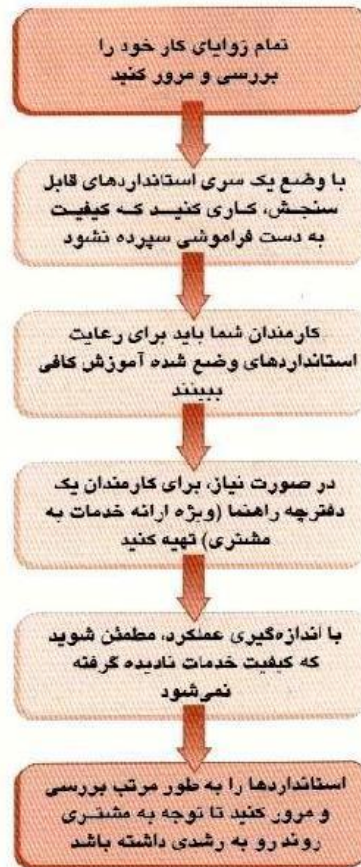 تمام زوایای کار خود را
بررسی و مرور کنید
با وضع یک سری استانداردهای قابل
سنجش، کاری کنیـد کـه کیفیـت
به دست فراموشی سپرده نشود
کارمندان شما باید برای رعایت
استانداردهای وضع شده آموزش کافی
ببینند
در صورت نیاز، برای کارمندان یک
دفترچه راهنما (ویژه ارائه خدمات به
مشتری) تهیه کنید
با اندازه‌گیری عملکرد، مطمئن شوید
که کیفیت خدمات نادیده گرفته
نمی‌شود
استانداردها را به طور مرتب بررسی
و مرور کنید تا توجه به مشتری
روند رو به رشدی داشته باشد